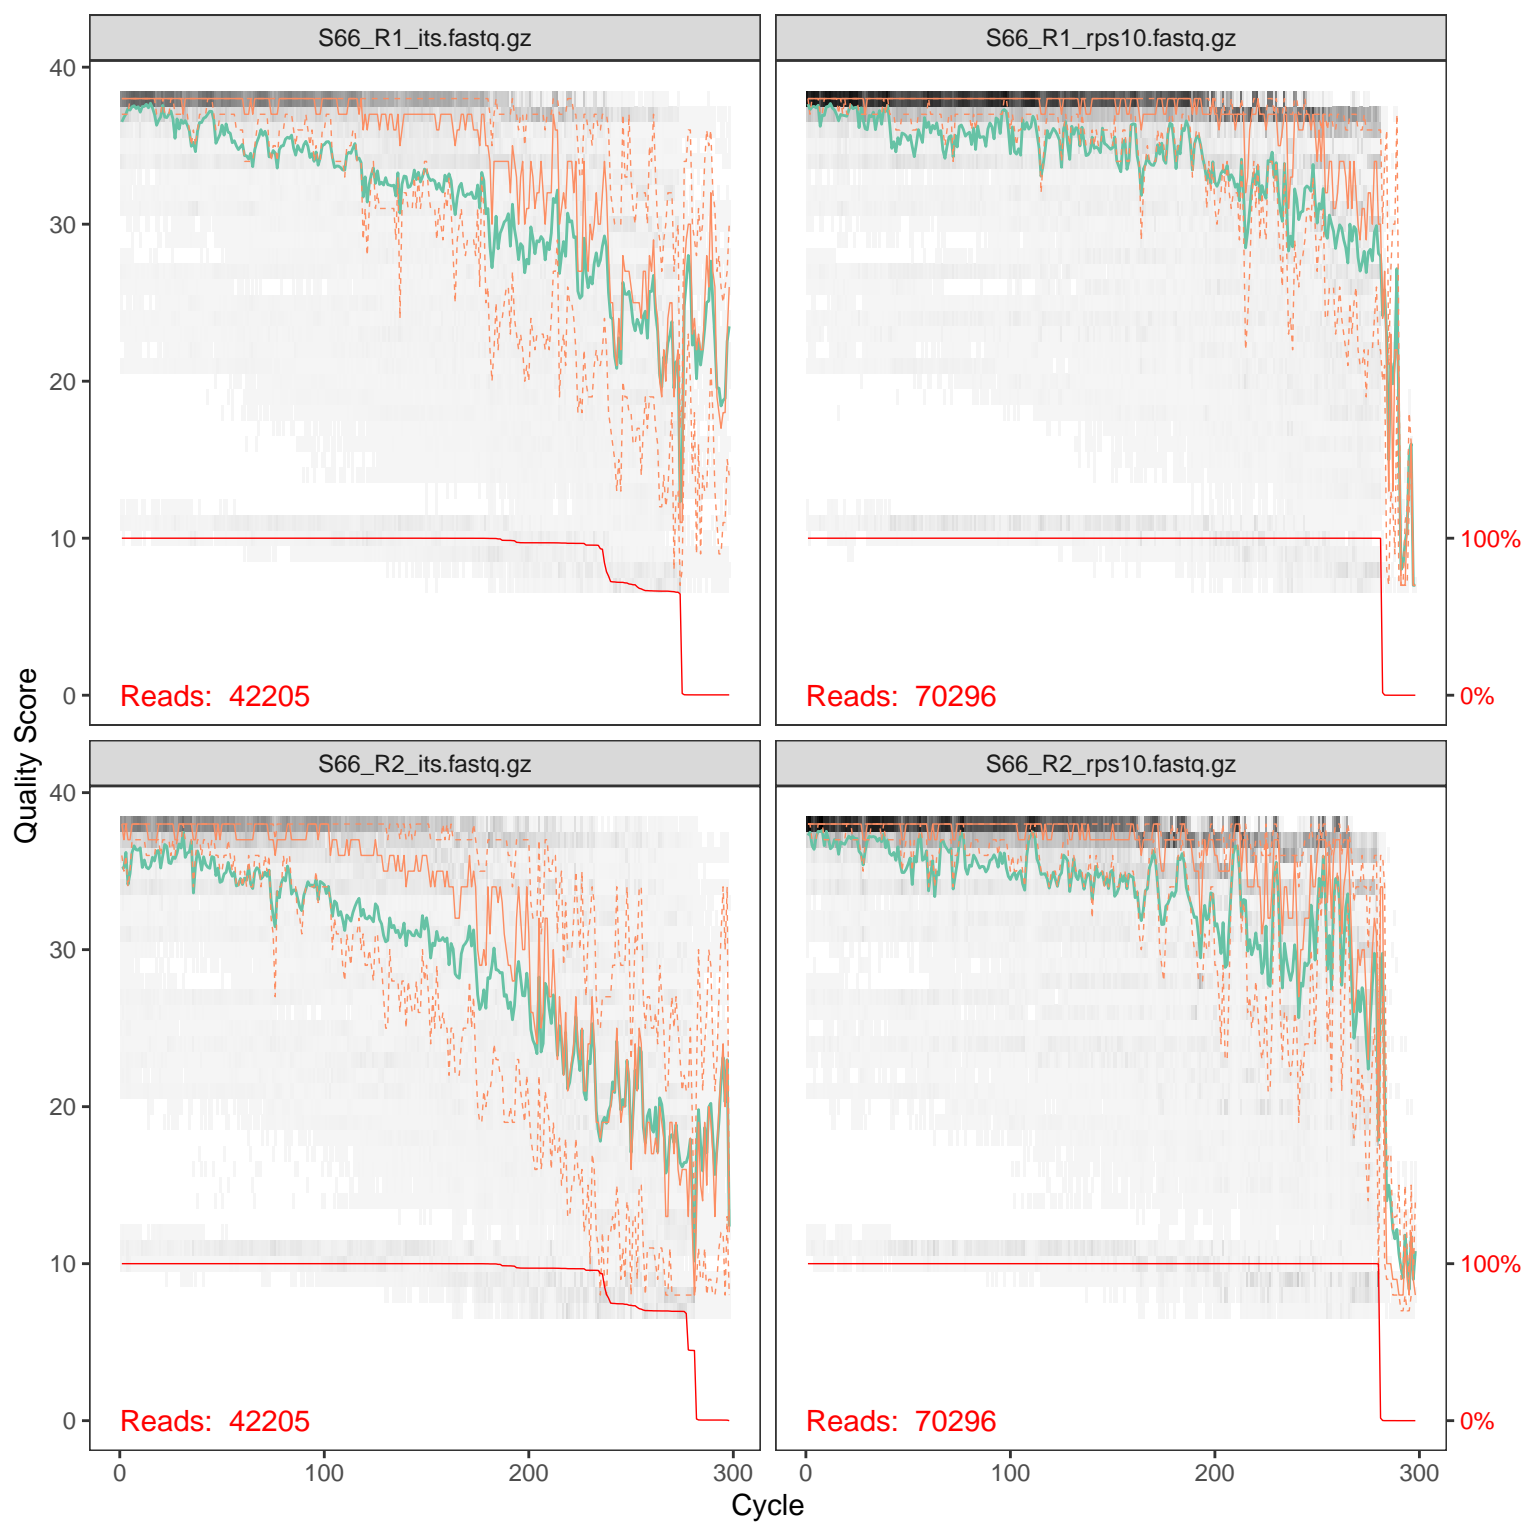 S66_R1_its.fastq.gz
S66_R1_rps10.fastq.gz
40
30
20
10
0
Reads: 42205
Reads: 70296
100%
0%
S66_R2_its.fastq.gz
S66_R2_rps10.fastq.gz
40
30
20
10
0
Reads: 42205
Reads: 70296
100%
0%
0 100 200 300
0 100 200 300
Cycle
Quality Score